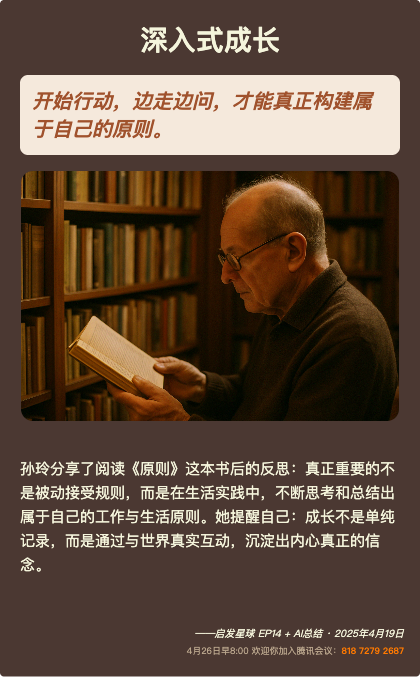 深入式成长
开始行动，边走边问，才能真正构建属
于自己的原则。
孙玲分享了阅读《原则》这本书后的反思：真正重要的不
是被动接受规则，而是在生活实践中，不断思考和总结出
属于自己的工作与生活原则。她提醒自己：成长不是单纯
记录，而是通过与世界真实互动，沉淀出内心真正的信
念。
——启发星球 EP14 + AI总结 · 2025年4月19日
4月26日早8:00 欢迎你加入腾讯会议：818 7279 2687